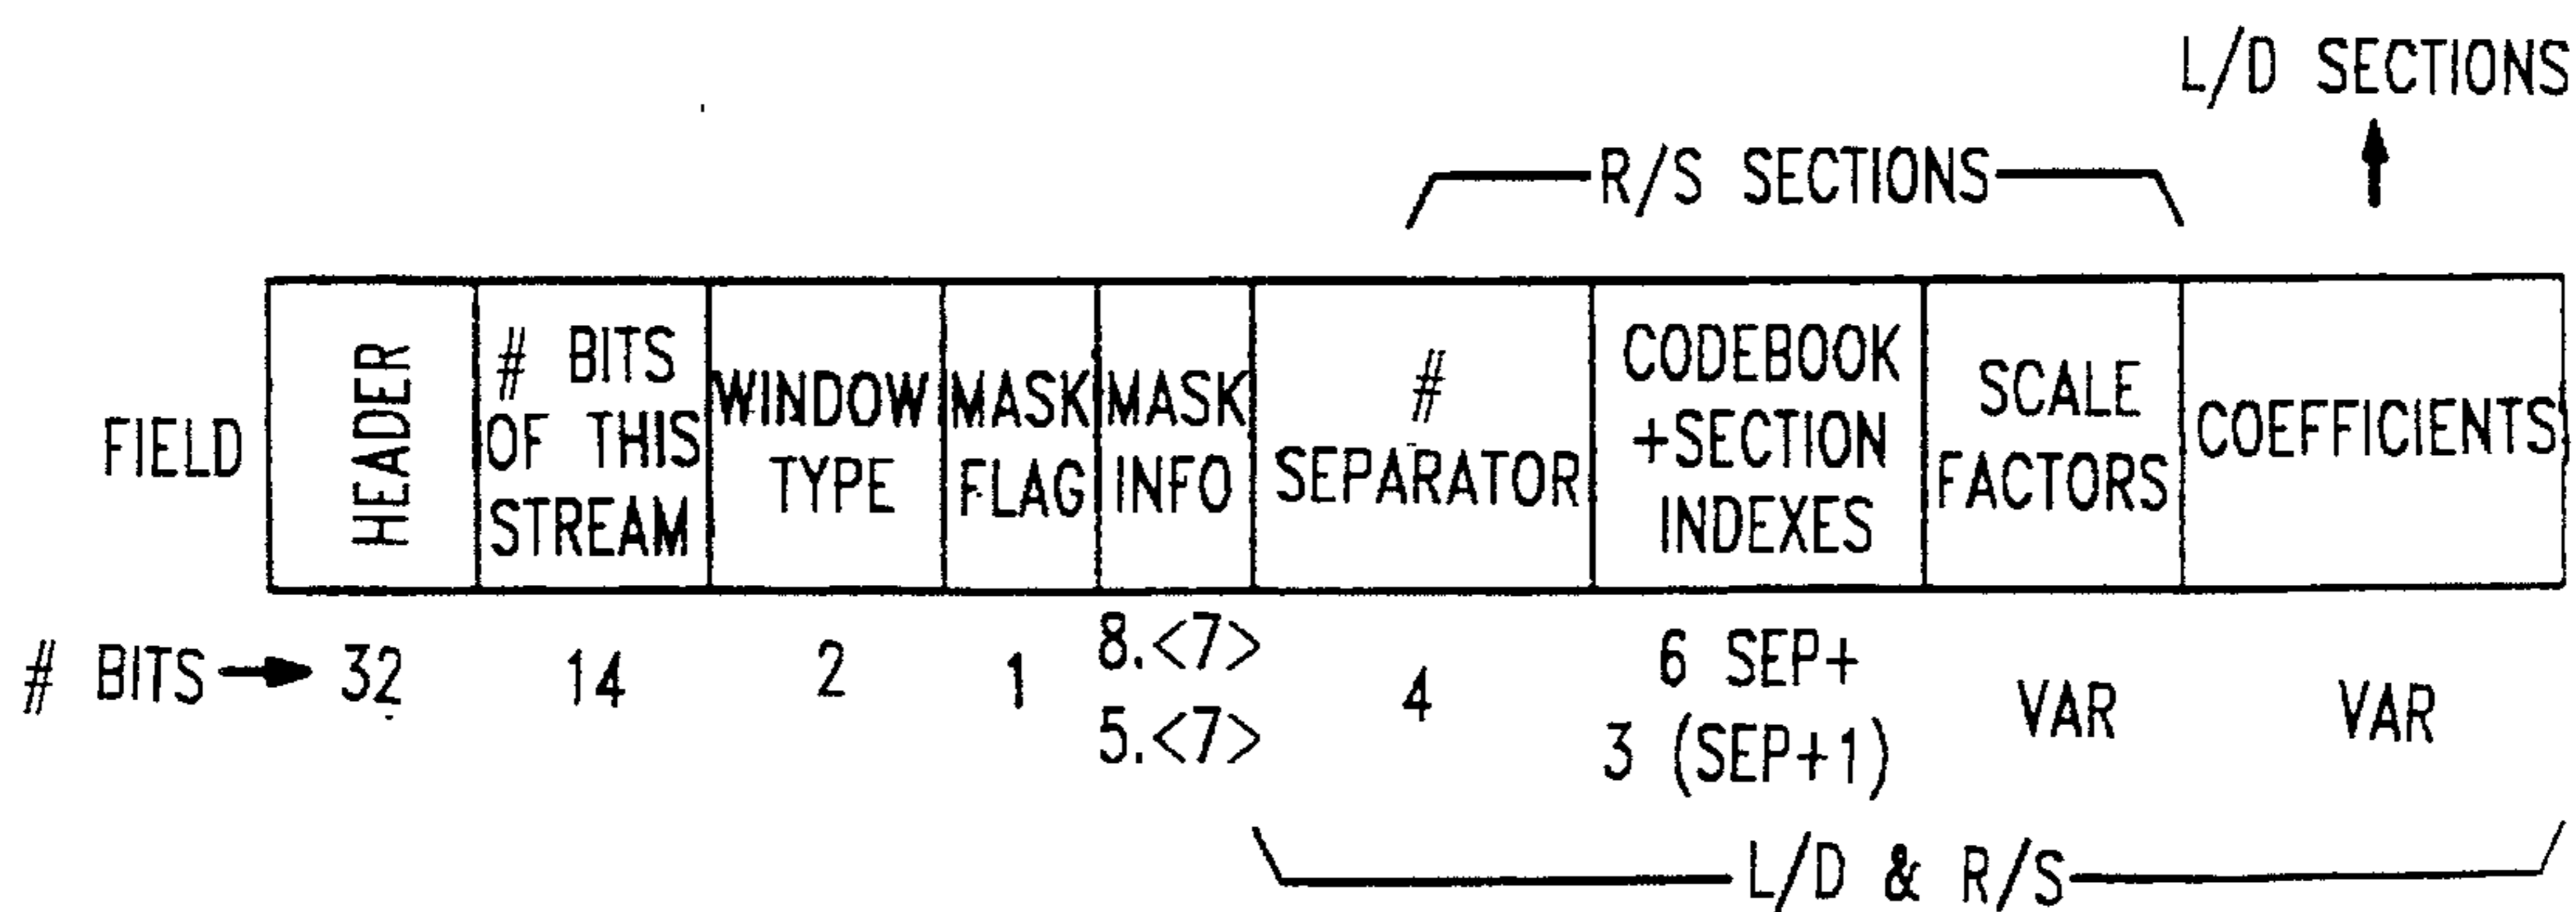 L/D SECTIONS
R/S SECTIONS
FIELD
HEADER
# BITS
OF THIS
STREAM
WINDOW
TYPE
MASK
FLAG
MASK
INFO
#
SEPARATOR
CODEBOOK
+SECTION
INDEXES
SCALE
FACTORS
COEFFICIENTS
# BITS
32
14
2
1
8.<7>
5.<7>
4
6 SEP+
3 (SEP+1)
VAR
VAR
L/D & R/S